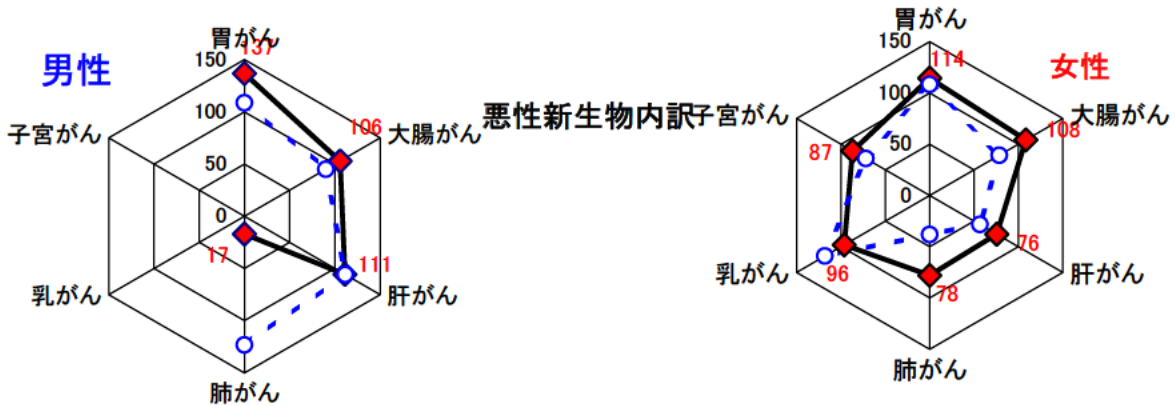 男性
胃がん
150
137
100
50
0
106
大腸がん
子宮がん
17
111
乳がん
肝がん
肺がん
悪性新生物内訳
女性
胃がん
150
114
100
50
0
子宮がん
大腸がん
108
87
76
96
78
乳がん
肝がん
肺がん